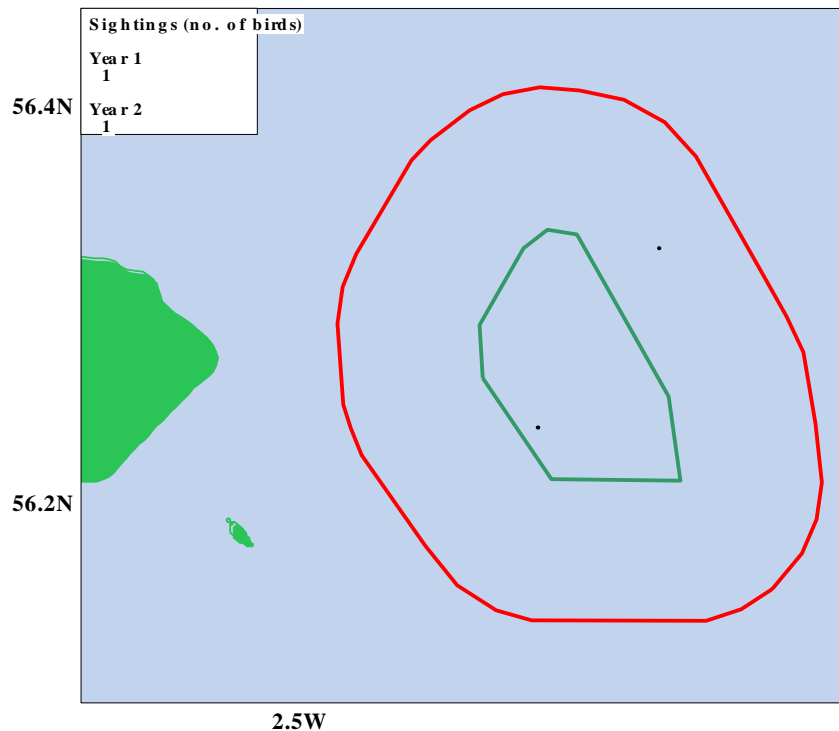 Sightings (no. of birds)
Year 1
1
Year 2
1
56.4N
56.2N
2.5W